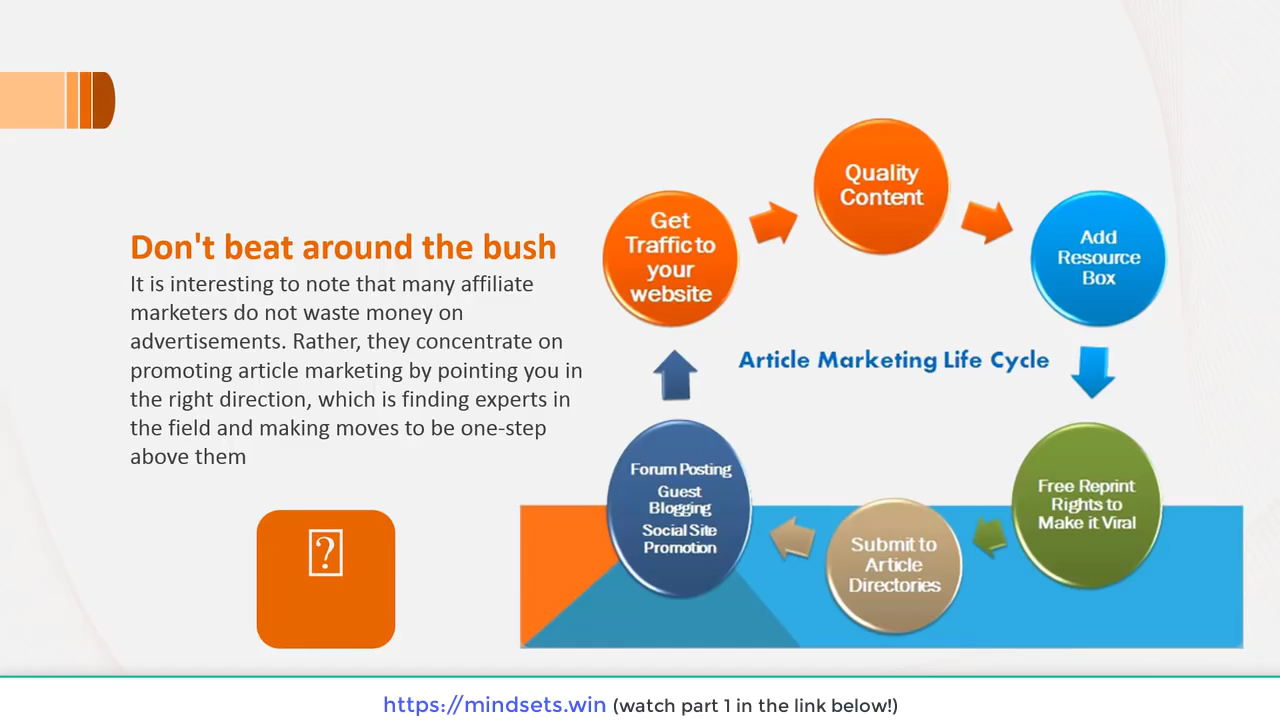 Don't beat around the bush
It is interesting to note that many affiliate
marketers do not waste money on
advertisements. Rather, they concentrate on
promoting article marketing by pointing you in
the right direction, which is finding experts in
the field and making moves to be one-step
above them
Quality
Content
Add
Resource
Box
Free Reprint
Rights to
Make it Viral
Submit to
Article
Directories
Forum Posting
Guest
Blogging
Social Site
Promotion
Get
Traffic to
your
website
Article Marketing Life Cycle
?
https://mindsets.win (watch part 1 in the link below!)